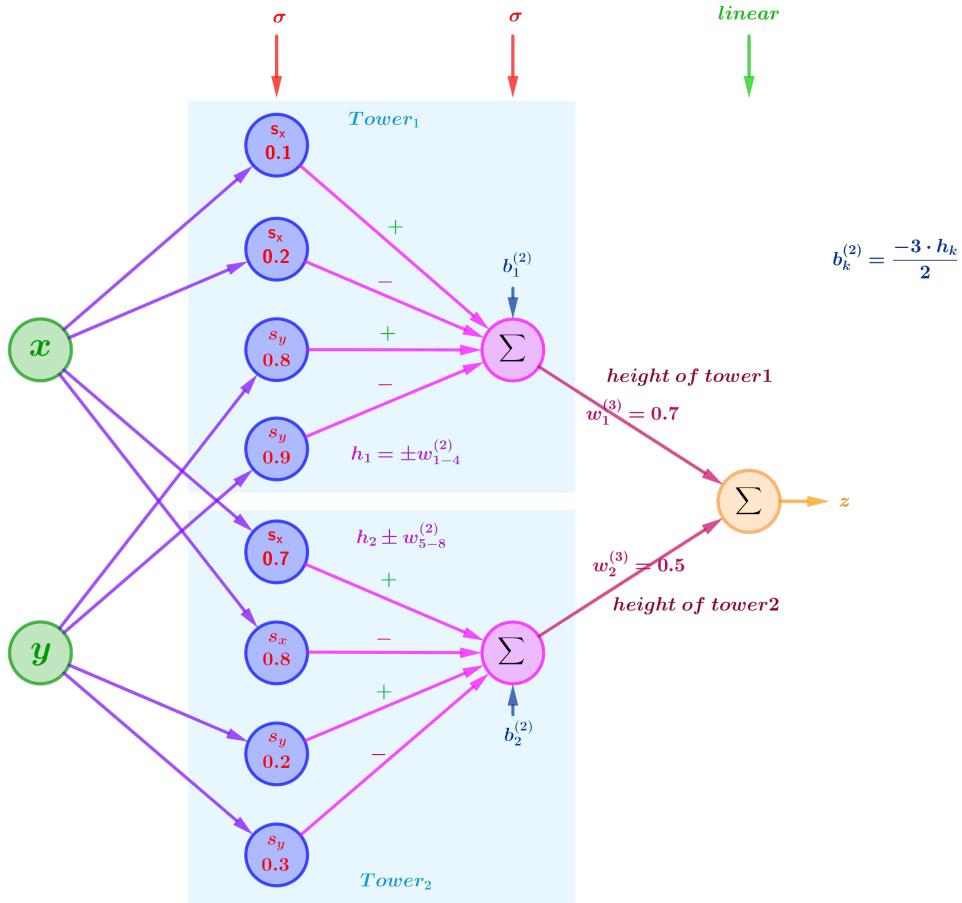 σ
σ
linear
Tower₁
sₓ
0.1
sₓ
0.2
s_y
0.8
s_y
0.9
+
−
+
−
b₁⁽²⁾
∑
h₁ = ±w₁₋₄⁽²⁾
b_k⁽²⁾ = −3 · h_k / 2
x
y
height of tower1
w₁⁽³⁾ = 0.7
∑
z
w₂⁽³⁾ = 0.5
height of tower2
sₓ
0.7
sₓ
0.8
s_y
0.2
s_y
0.3
h₂ ± w₅₋₈⁽²⁾
+
−
+
−
∑
b₂⁽²⁾
Tower₂